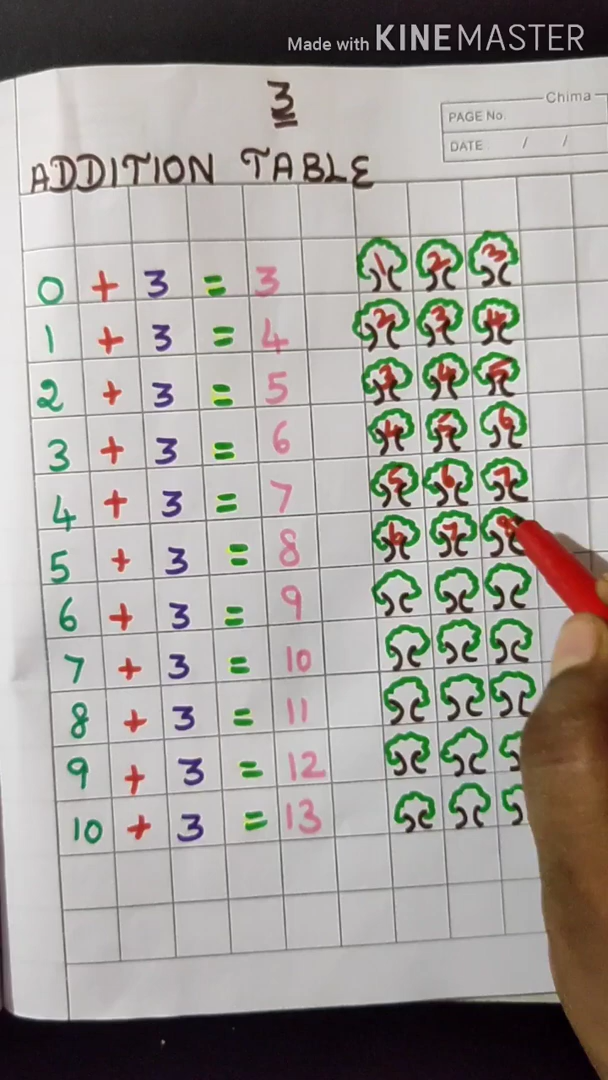 Made with KINEMASTER
3
Chima
PAGE No.
DATE / /
ADDITION TABLE
0 + 3 = 3 1 2 3
1 + 3 = 4 2 3 4
2 + 3 = 5 3 4 5
3 + 3 = 6 4 5 6
4 + 3 = 7 5 6 7
5 + 3 = 8 6 7 8
6 + 3 = 9
7 + 3 = 10
8 + 3 = 11
9 + 3 = 12
10 + 3 = 13